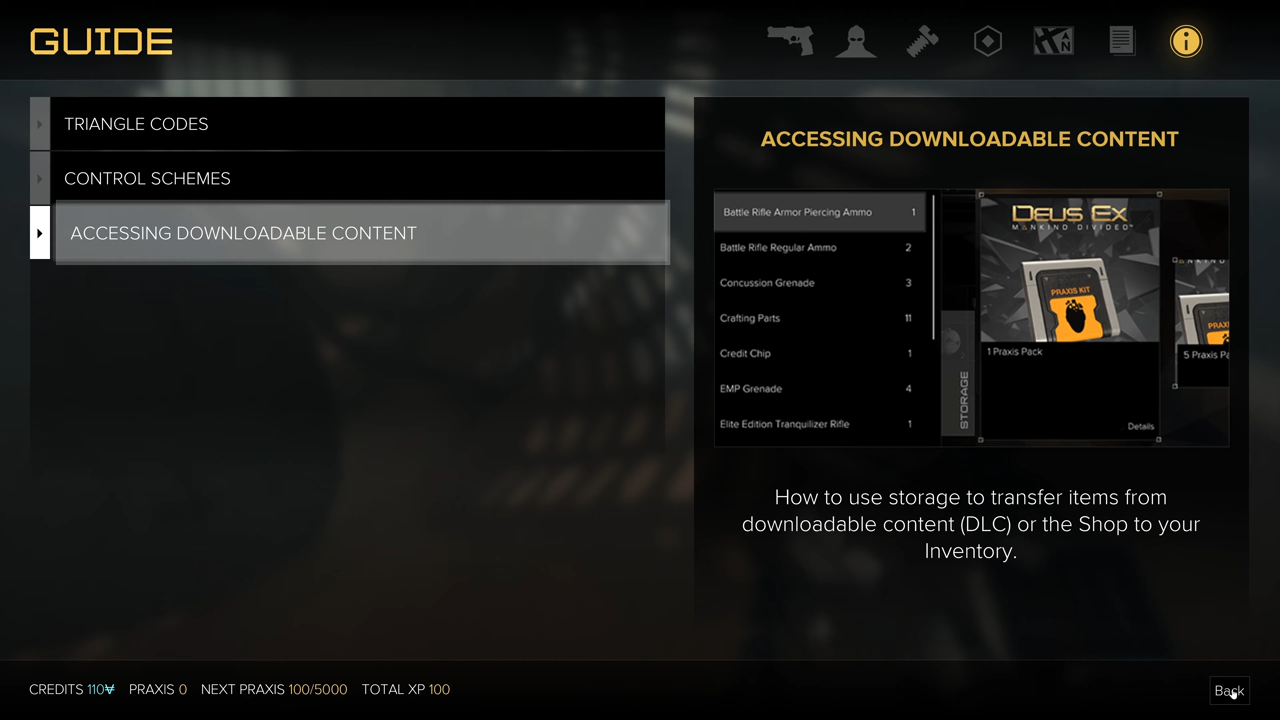 GUIDE
TRIANGLE CODES
CONTROL SCHEMES
ACCESSING DOWNLOADABLE CONTENT
ACCESSING DOWNLOADABLE CONTENT
Battle Rifle Armor Piercing Ammo 1
Battle Rifle Regular Ammo 2
Concussion Grenade 3
Crafting Parts 11
Credit Chip 1
EMP Grenade 4
Elite Edition Tranquilizer Rifle 1
STORAGE
DEUS EX
MANKIND DIVIDED™
PRAXIS KIT
1 Praxis Pack
Details
5 Praxis Pa
How to use storage to transfer items from
downloadable content (DLC) or the Shop to your
Inventory.
CREDITS 110 PRAXIS 0 NEXT PRAXIS 100/5000 TOTAL XP 100
Back